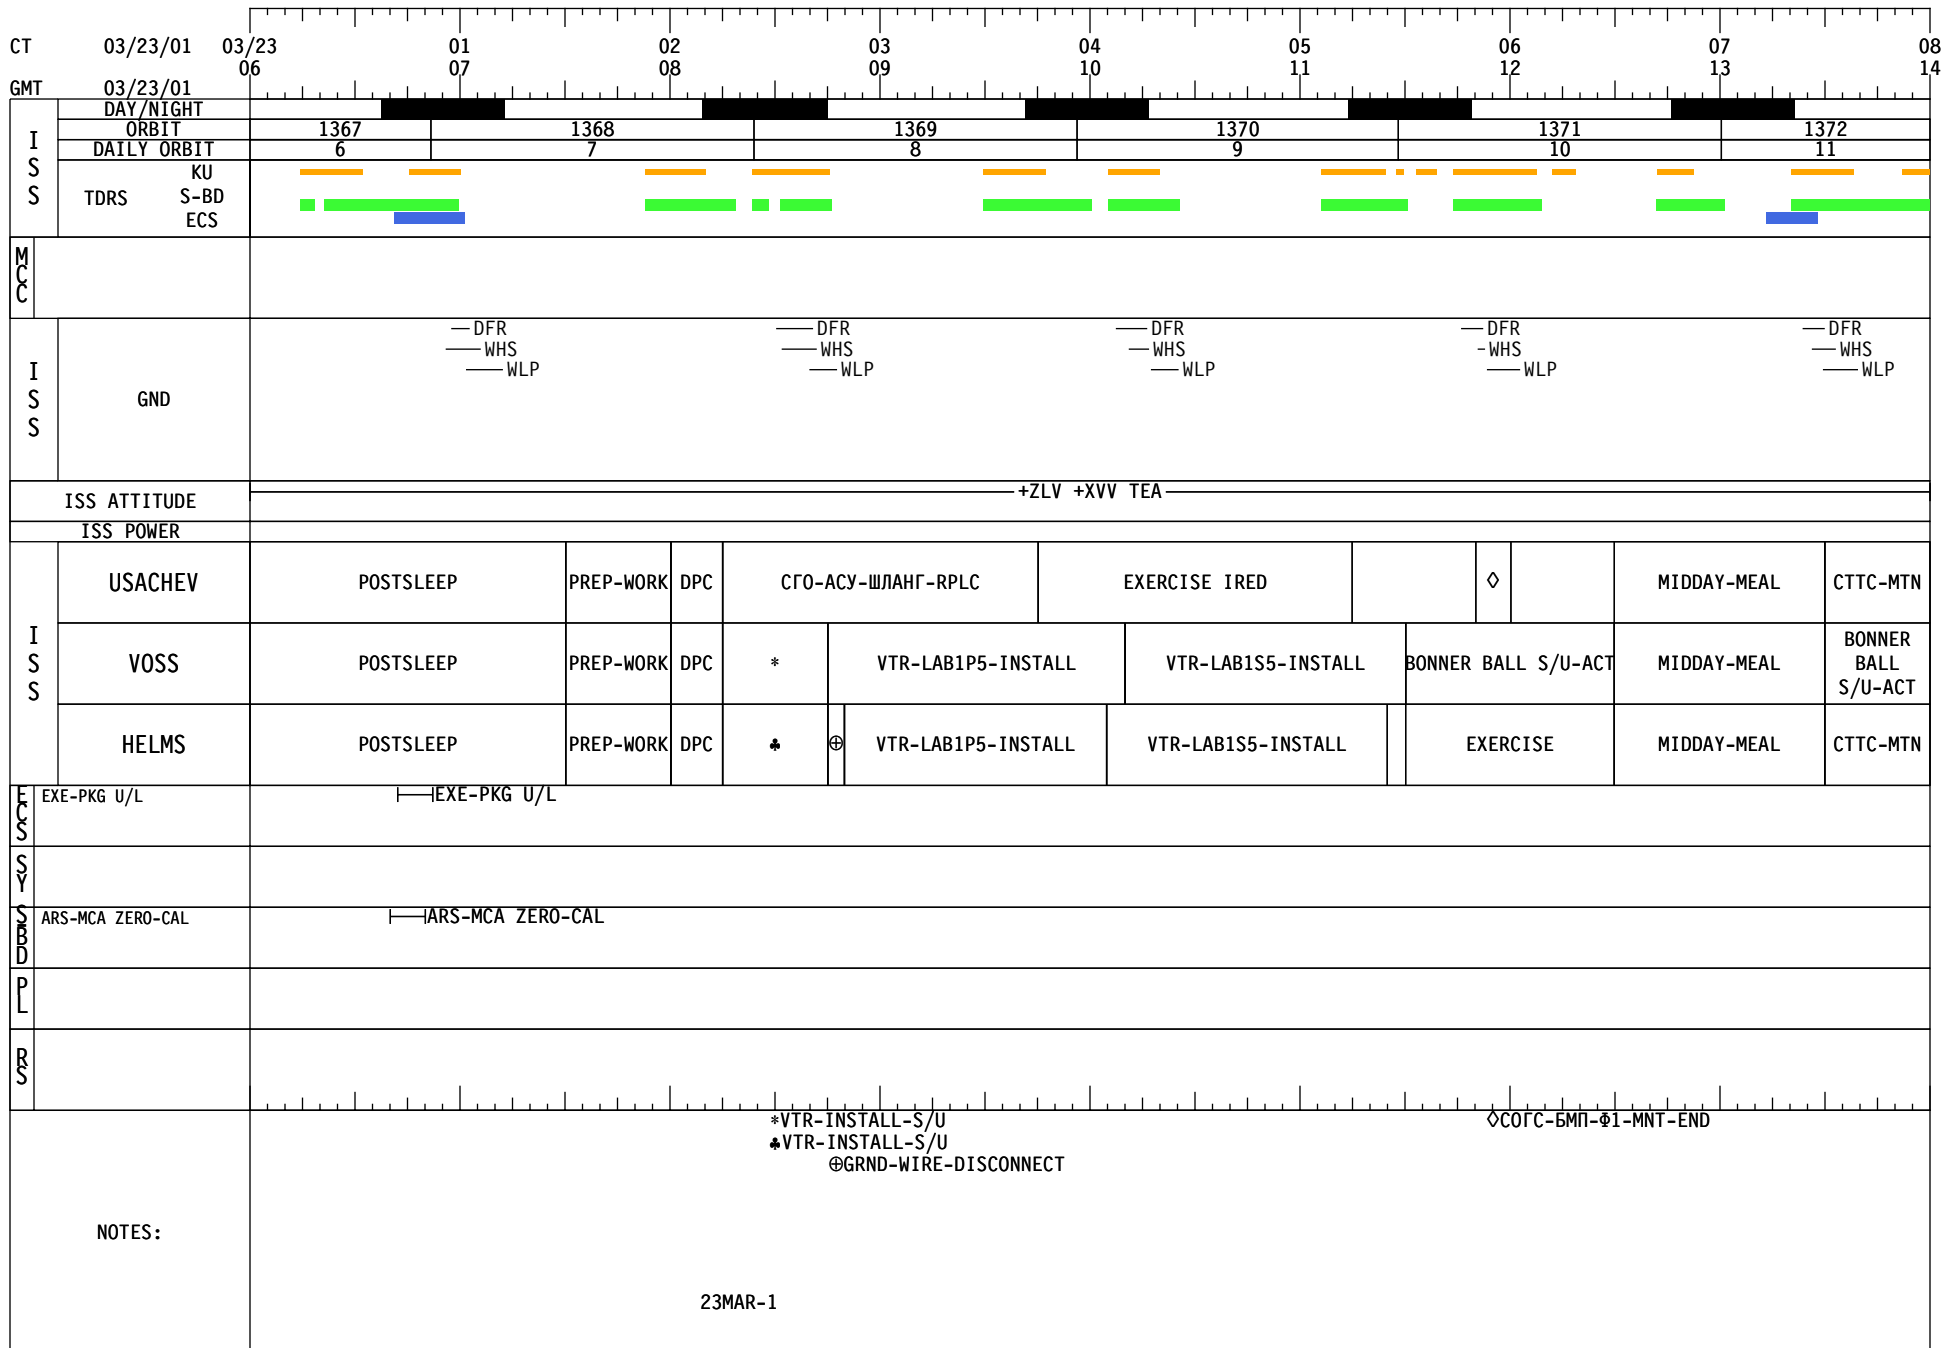 CT 03/23/01 03/23 01 02 03 04 05 06 07 08
06 07 08 09 10 11 12 13 14
GMT 03/23/01
ISS
DAY/NIGHT
ORBIT 1367 1368 1369 1370 1371 1372
DAILY ORBIT 6 7 8 9 10 11
TDRS
KU
S-BD
ECS
MCC
ISS
GND
DFR DFR DFR DFR DFR
WHS WHS WHS WHS WHS
WLP WLP WLP WLP WLP
ISS ATTITUDE +ZLV +XVV TEA
ISS POWER
ISS
USACHEV POSTSLEEP PREP-WORK DPC СГО-АСУ-ШЛАНГ-RPLC EXERCISE IRED ◊ MIDDAY-MEAL CTTC-MTN
VOSS POSTSLEEP PREP-WORK DPC * VTR-LAB1P5-INSTALL VTR-LAB1S5-INSTALL BONNER BALL S/U-ACT MIDDAY-MEAL
BONNER
BALL
S/U-ACT
HELMS POSTSLEEP PREP-WORK DPC ♣ ⊕ VTR-LAB1P5-INSTALL VTR-LAB1S5-INSTALL EXERCISE MIDDAY-MEAL CTTC-MTN
ECS
EXE-PKG U/L EXE-PKG U/L
SY
S-BD
ARS-MCA ZERO-CAL ARS-MCA ZERO-CAL
PL
RS
*VTR-INSTALL-S/U ◊СОГС-БМП-Ф1-MNT-END
♣VTR-INSTALL-S/U
⊕GRND-WIRE-DISCONNECT
NOTES:
23MAR-1